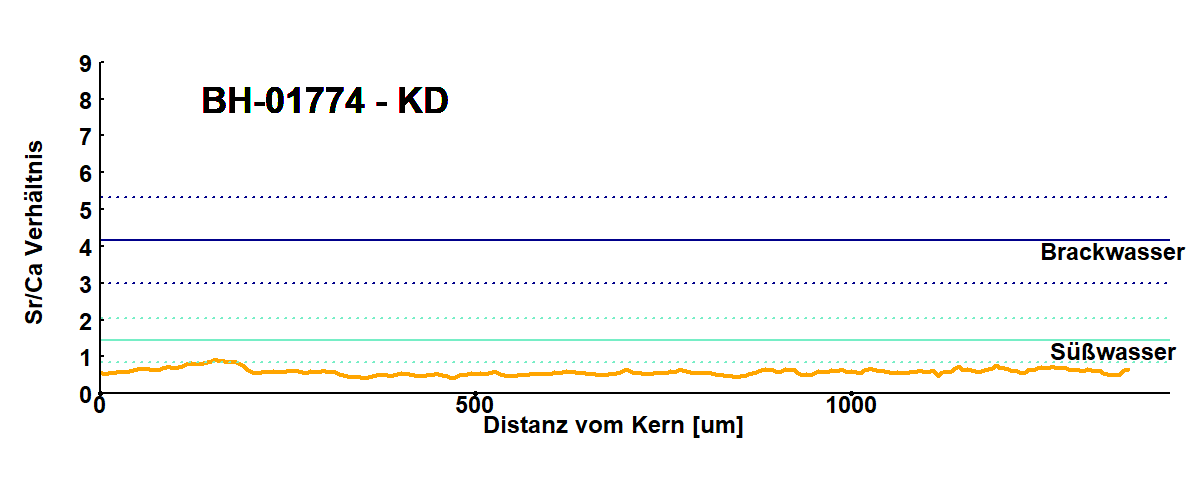 BH-01774 - KD
9
8
7
6
5
4
3
2
1
0
Sr/Ca Verhältnis
Brackwasser
Süßwasser
0 500 1000
Distanz vom Kern [um]